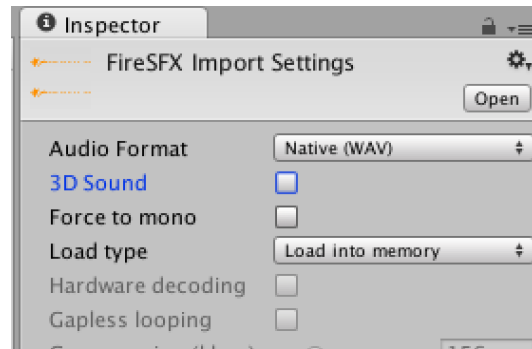 Inspector
FireSFX Import Settings
Open
Audio Format Native (WAV)
3D Sound
Force to mono
Load type Load into memory
Hardware decoding
Gapless looping